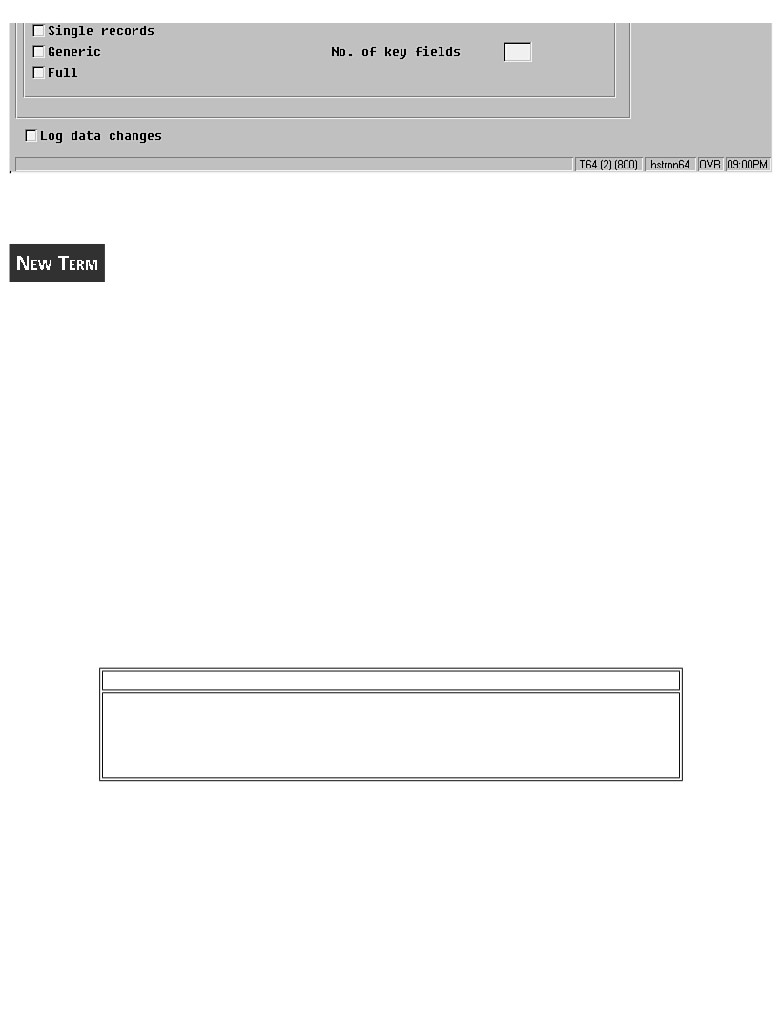 Single records
Generic No. of key fields
Full
Log data changes
T64 (2) (800) hstron64 OVR 09:00PM
NEW TERM